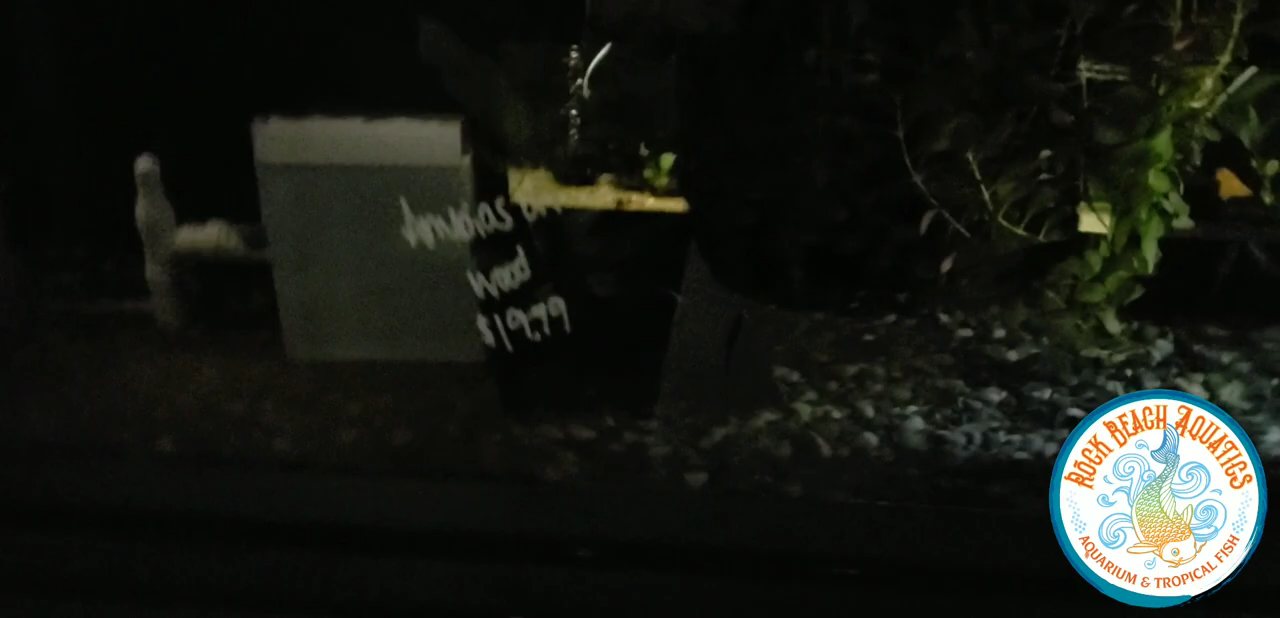 Anubias on
Wood
$19.99
ROCK BEACH AQUATICS
AQUARIUM & TROPICAL FISH